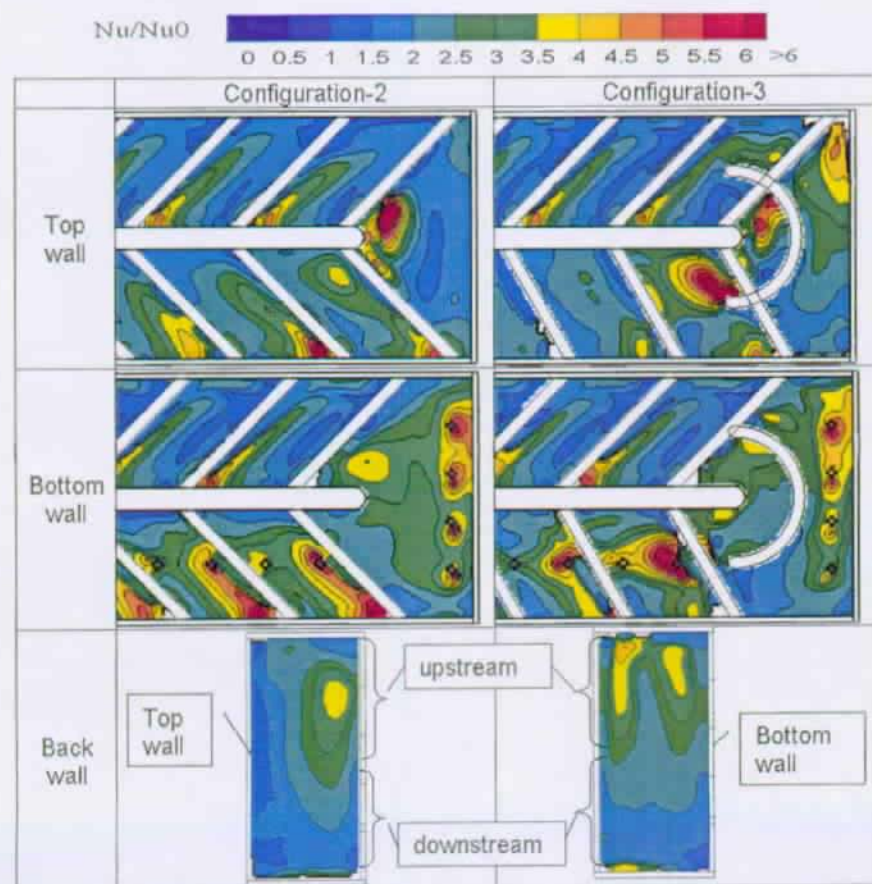 Nu/Nu0
0 0.5 1 1.5 2 2.5 3 3.5 4 4.5 5 5.5 6 >6
Configuration-2 Configuration-3
Top
wall
Bottom
wall
Back
wall
Top
wall
upstream
downstream
Bottom
wall